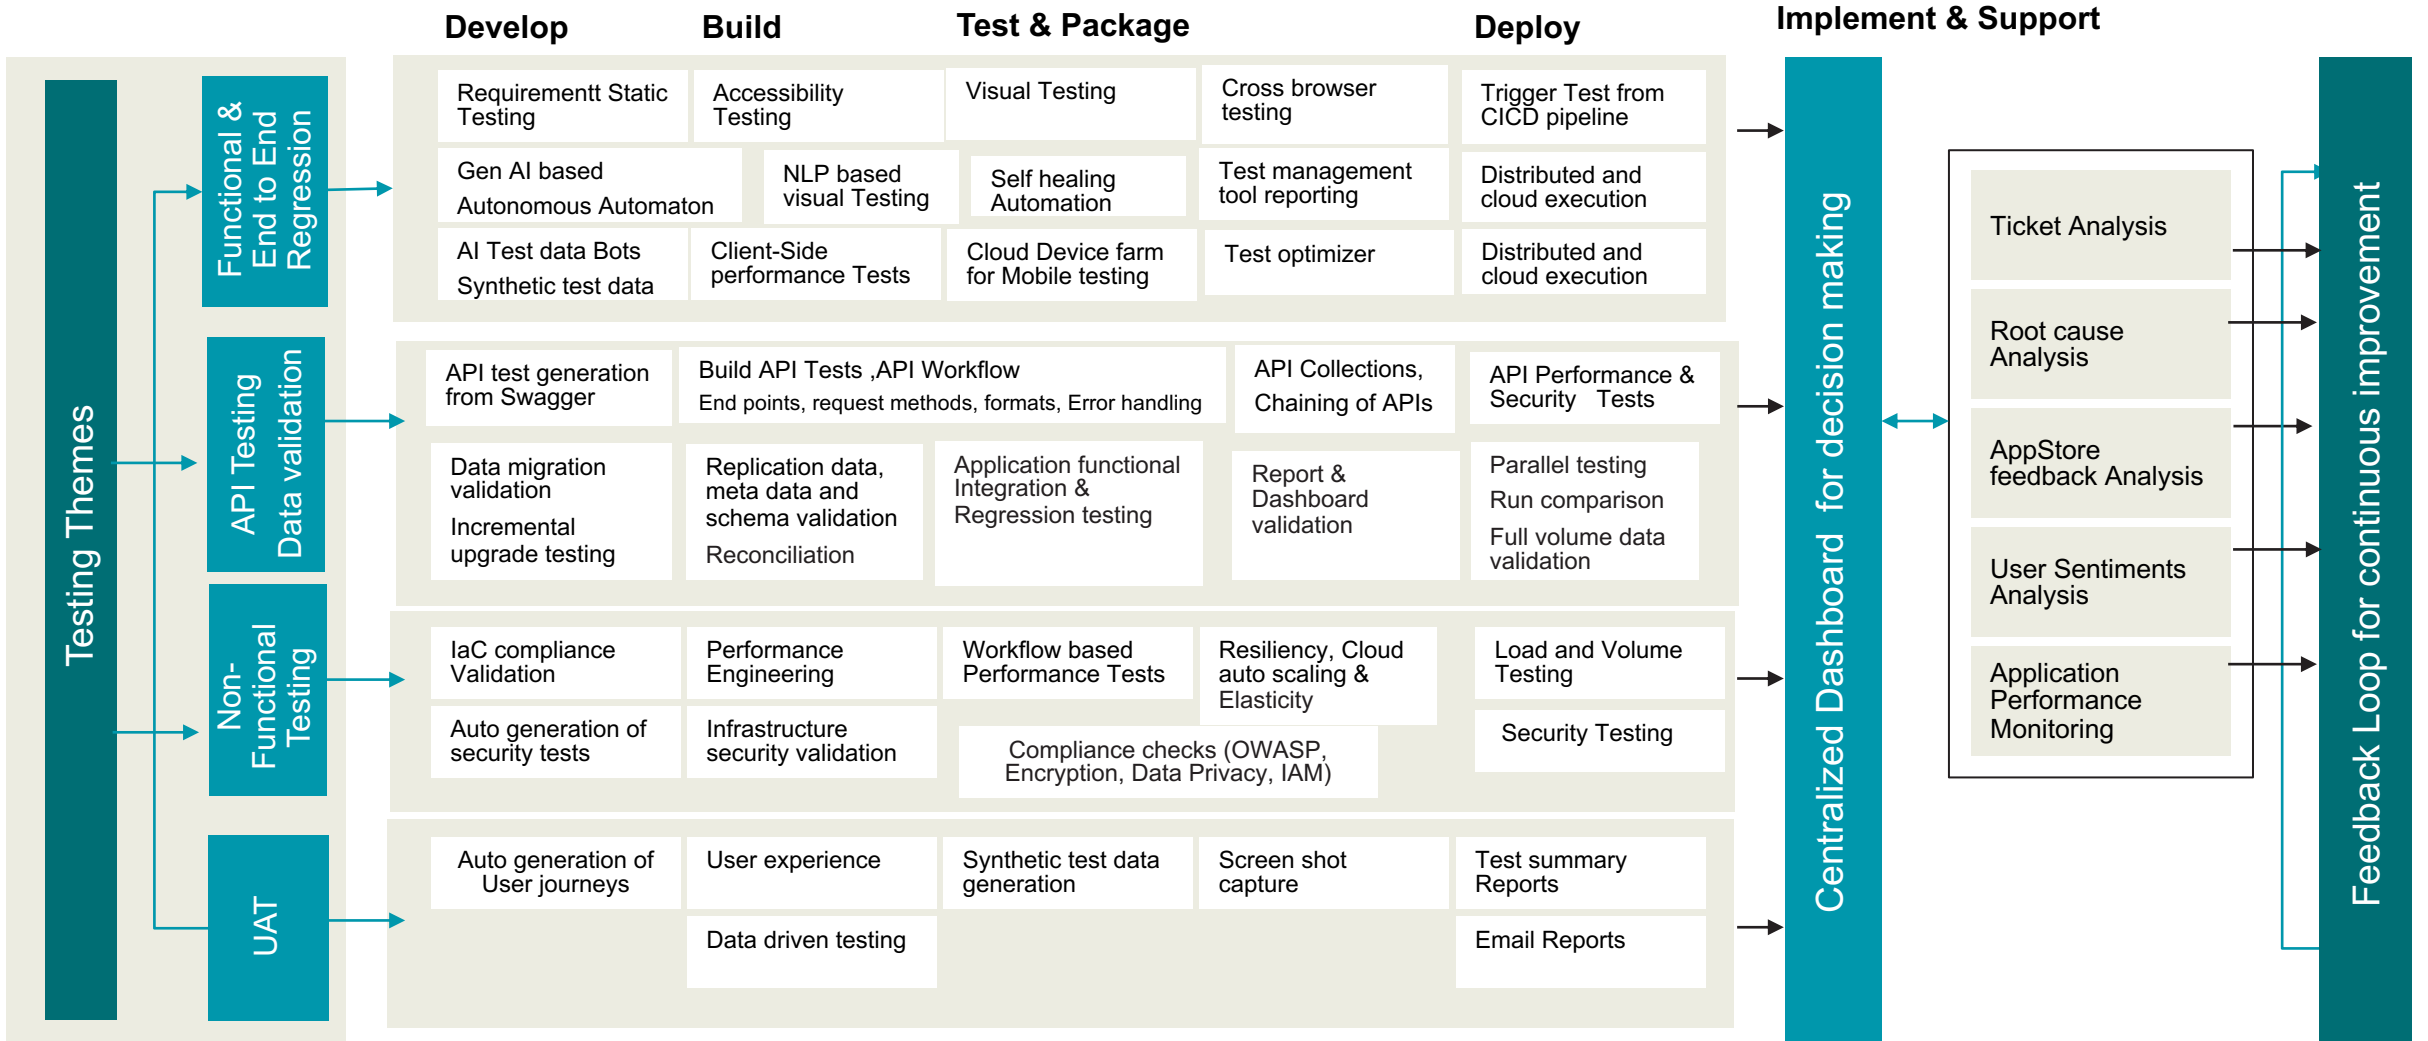 Develop
Build
Test & Package
Deploy
Implement & Support
Testing Themes
Functional &
End to End
Regression
Requirementt Static
Testing
Accessibility
Testing
Visual Testing
Cross browser
testing
Trigger Test from
CICD pipeline
Gen AI based
Autonomous Automaton
NLP based
visual Testing
Self healing
Automation
Test management
tool reporting
Distributed and
cloud execution
AI Test data Bots
Synthetic test data
Client-Side
performance Tests
Cloud Device farm
for Mobile testing
Test optimizer
Distributed and
cloud execution
API Testing
Data validation
API test generation
from Swagger
Build API Tests ,API Workflow
End points, request methods, formats, Error handling
API Collections,
Chaining of APIs
API Performance &
Security Tests
Data migration
validation
Incremental
upgrade testing
Replication data,
meta data and
schema validation
Reconciliation
Application functional
Integration &
Regression testing
Report &
Dashboard
validation
Parallel testing
Run comparison
Full volume data
validation
Non-
Functional
Testing
IaC compliance
Validation
Performance
Engineering
Workflow based
Performance Tests
Resiliency, Cloud
auto scaling &
Elasticity
Load and Volume
Testing
Auto generation of
security tests
Infrastructure
security validation
Compliance checks (OWASP,
Encryption, Data Privacy, IAM)
Security Testing
UAT
Auto generation of
User journeys
User experience
Synthetic test data
generation
Screen shot
capture
Test summary
Reports
Data driven testing
Email Reports
Centralized Dashboard for decision making
Ticket Analysis
Root cause
Analysis
AppStore
feedback Analysis
User Sentiments
Analysis
Application
Performance
Monitoring
Feedback Loop for continuous improvement